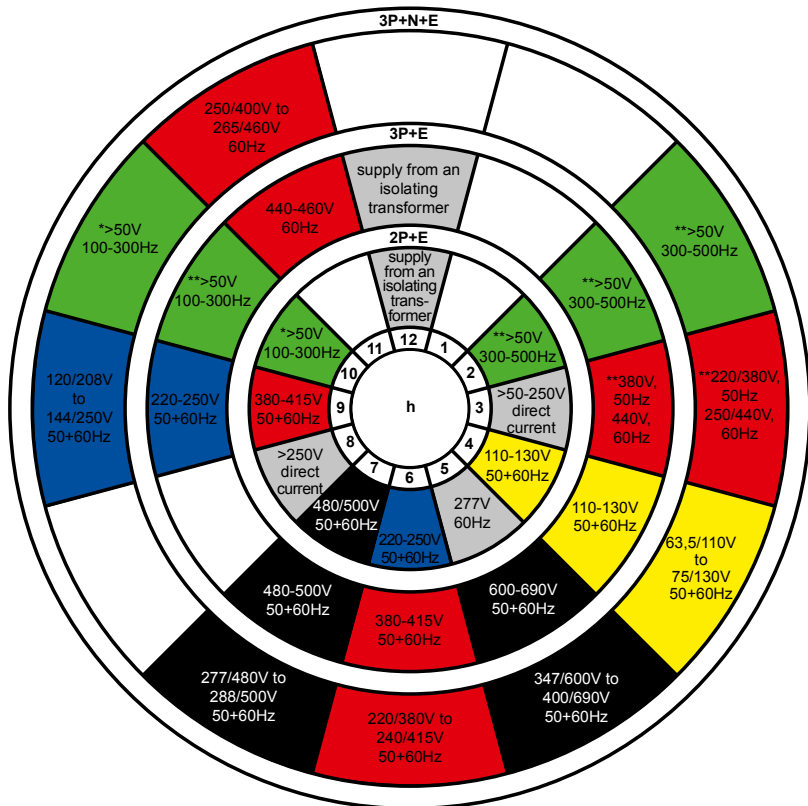 3P+N+E
250/400V to
265/460V
60Hz
**>50V
300-500Hz
**220/380V,
50Hz
250/440V,
60Hz
63,5/110V
to
75/130V
50+60Hz
347/600V to
400/690V
50+60Hz
220/380V to
240/415V
50+60Hz
277/480V to
288/500V
50+60Hz
120/208V
to
144/250V
50+60Hz
*>50V
100-300Hz
3P+E
supply from an
isolating
transformer
**>50V
300-500Hz
**380V,
50Hz
440V,
60Hz
110-130V
50+60Hz
600-690V
50+60Hz
380-415V
50+60Hz
480-500V
50+60Hz
220-250V
50+60Hz
**>50V
100-300Hz
440-460V
60Hz
2P+E
supply
from an
isolating
trans-
former
**>50V
300-500Hz
>50-250V
direct
current
110-130V
50+60Hz
277V
60Hz
220-250V
50+60Hz
480/500V
50+60Hz
>250V
direct
current
380-415V
50+60Hz
*>50V
100-300Hz
12
1
2
3
4
5
6
7
8
9
10
11
h